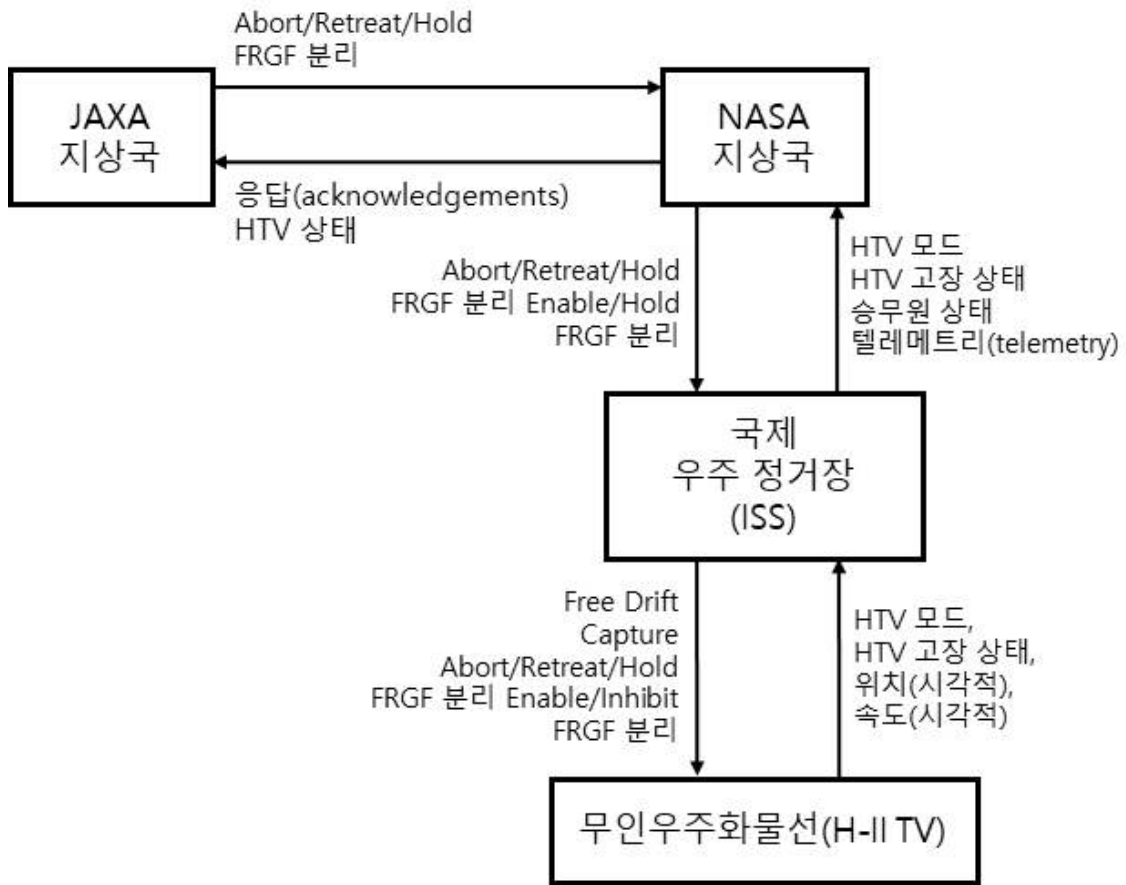 Abort/Retreat/Hold
FRGF 분리
JAXA
지상국
NASA
지상국
응답(acknowledgements)
HTV 상태
Abort/Retreat/Hold
FRGF 분리 Enable/Hold
FRGF 분리
HTV 모드
HTV 고장 상태
승무원 상태
텔레메트리(telemetry)
국제
우주 정거장
(ISS)
Free Drift
Capture
Abort/Retreat/Hold
FRGF 분리 Enable/Inhibit
FRGF 분리
HTV 모드,
HTV 고장 상태,
위치(시각적),
속도(시각적)
무인우주화물선(H-II TV)